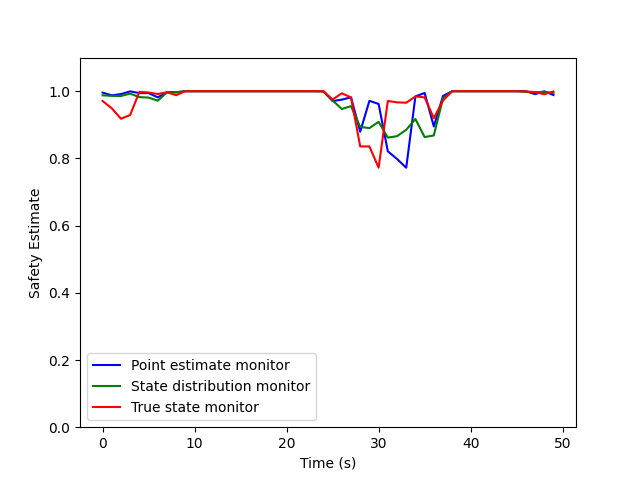 1.0
0.8
0.6
0.4
0.2
0.0
Safety Estimate
Point estimate monitor
State distribution monitor
True state monitor
0 10 20 30 40 50
Time (s)